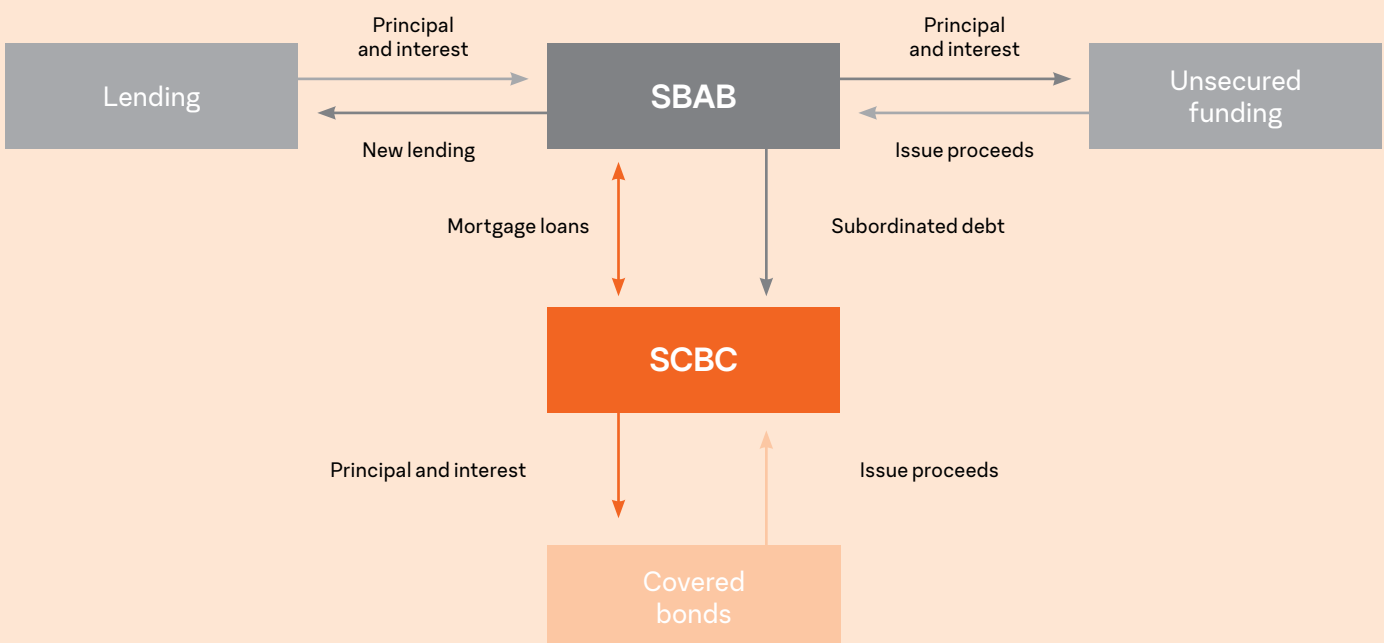 Principal
and interest
Principal
and interest
Lending
SBAB
Unsecured
funding
New lending
Issue proceeds
Mortgage loans
Subordinated debt
SCBC
Principal and interest
Issue proceeds
Covered
bonds